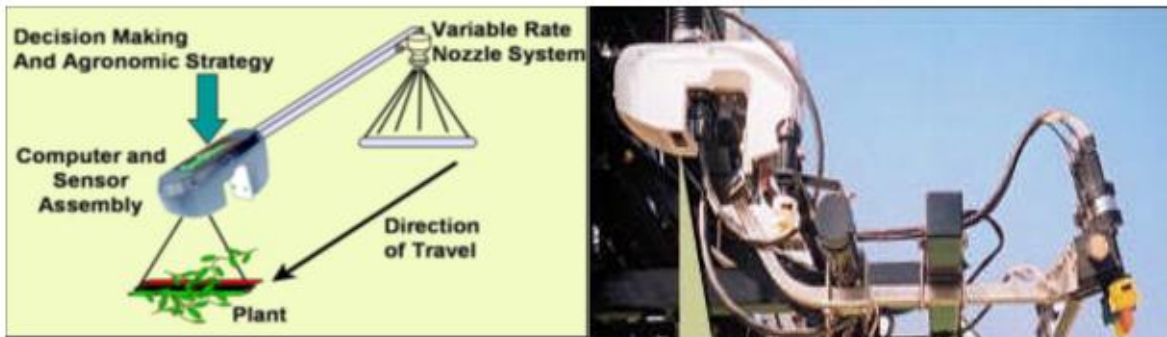 Decision Making
And Agronomic Strategy
Variable Rate
Nozzle System
Computer and
Sensor
Assembly
Direction
of Travel
Plant